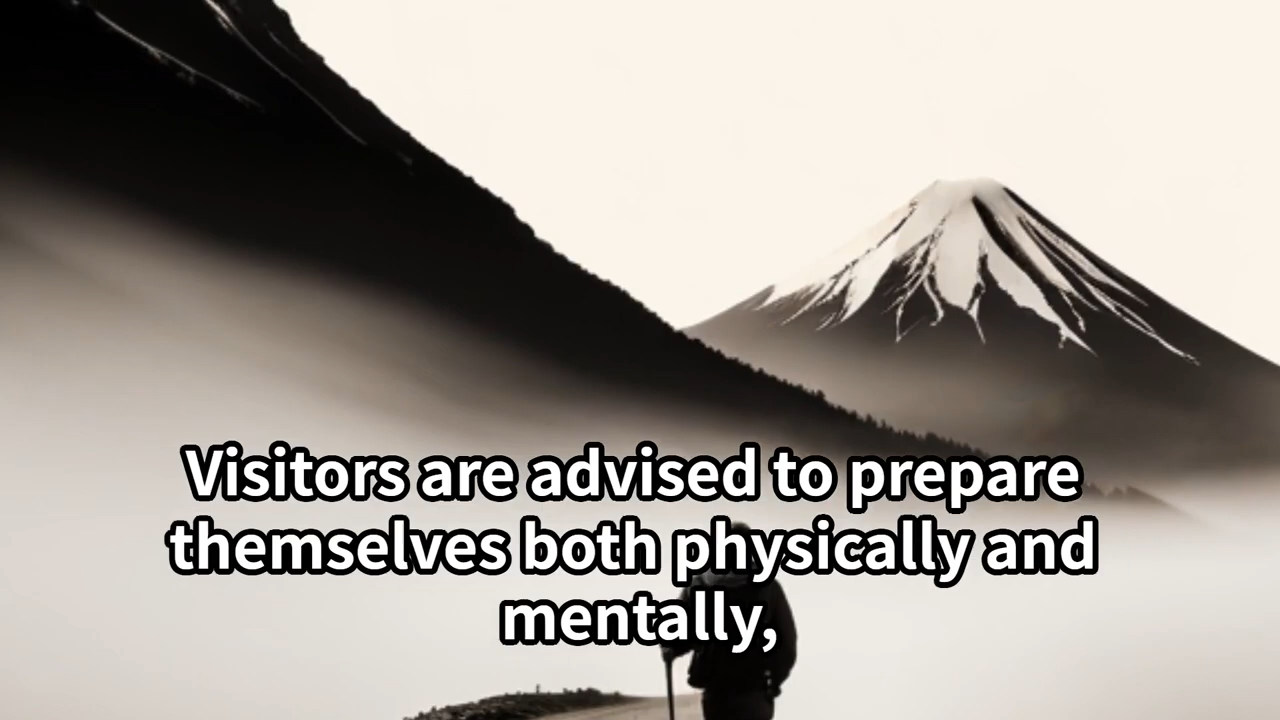 Visitors are advised to prepare
themselves both physically and
mentally,